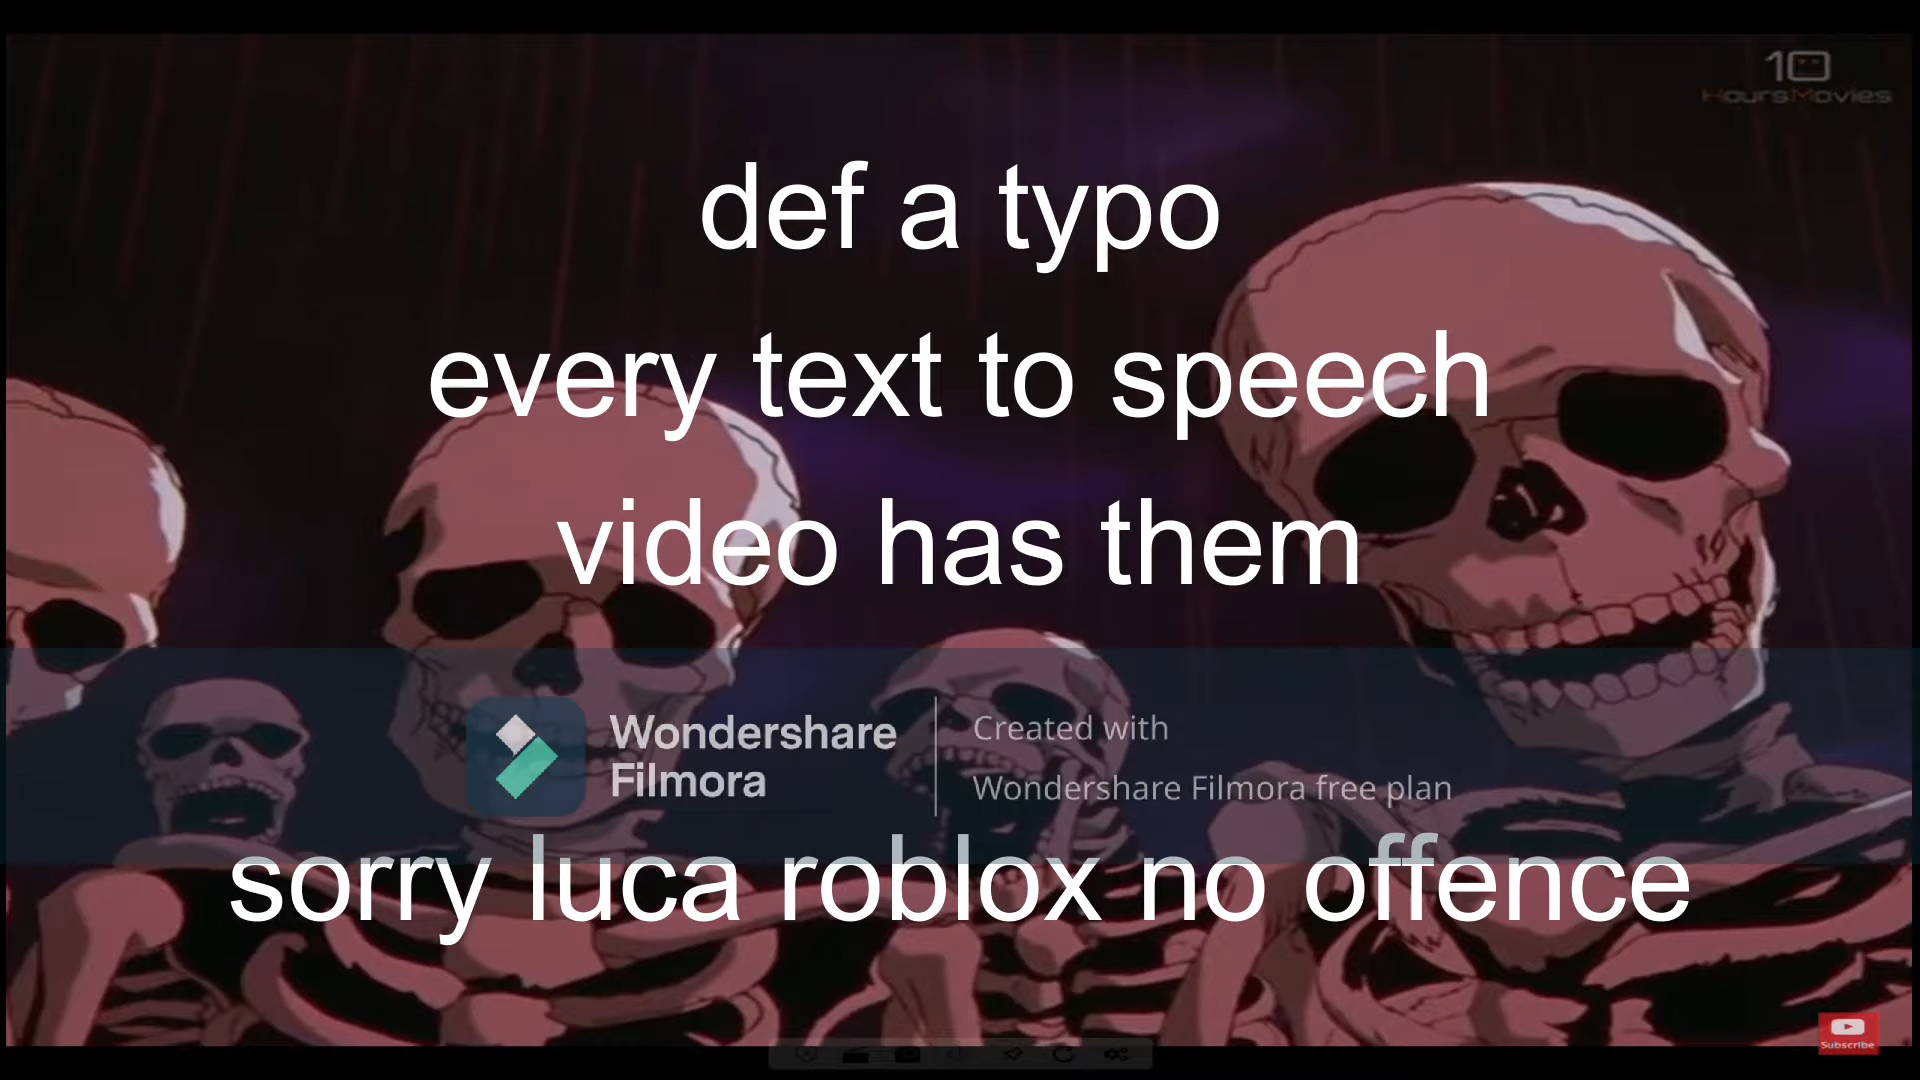 10
HoursMovies
def a typo
every text to speech
video has them
Wondershare
Filmora
Created with
Wondershare Filmora free plan
sorry luca roblox no offence
Subscribe